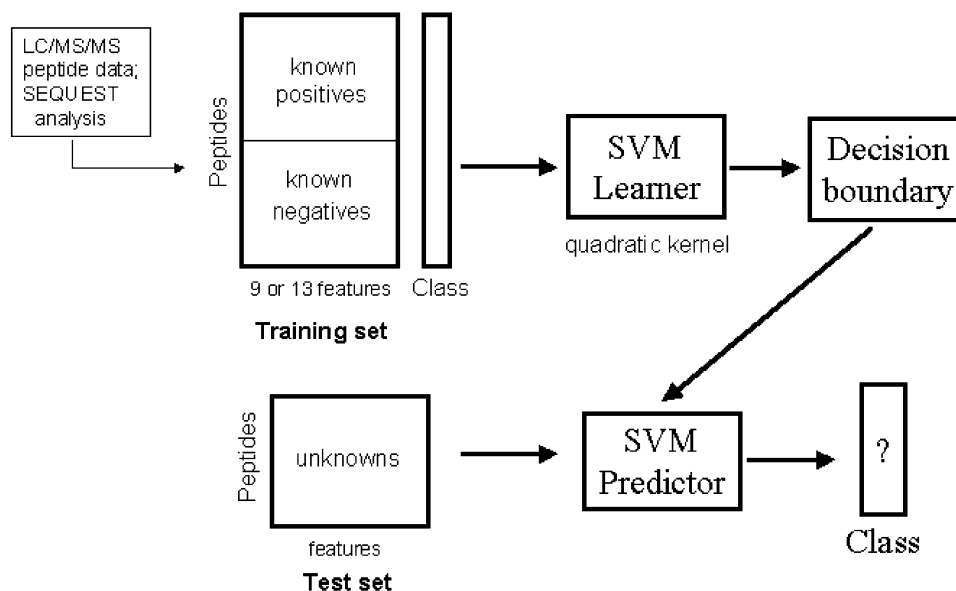 LC/MS/MS
peptide data;
SEQUEST
analysis
Peptides
known
positives
known
negatives
9 or 13 features
Class
Training set
SVM
Learner
quadratic kernel
Decision
boundary
Peptides
unknowns
features
Test set
SVM
Predictor
?
Class